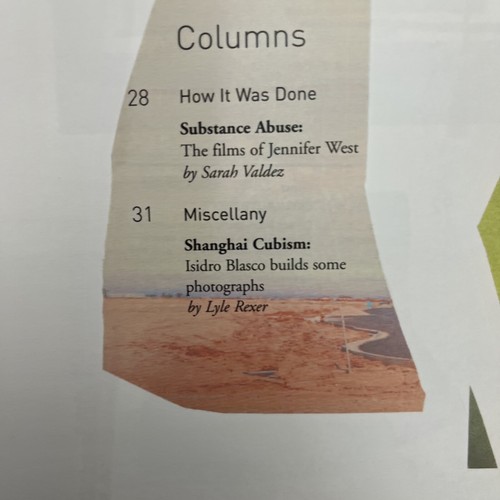 Columns
28 How It Was Done
Substance Abuse:
The films of Jennifer West
by Sarah Valdez
31 Miscellany
Shanghai Cubism:
Isidro Blasco builds some
photographs
by Lyle Rexer